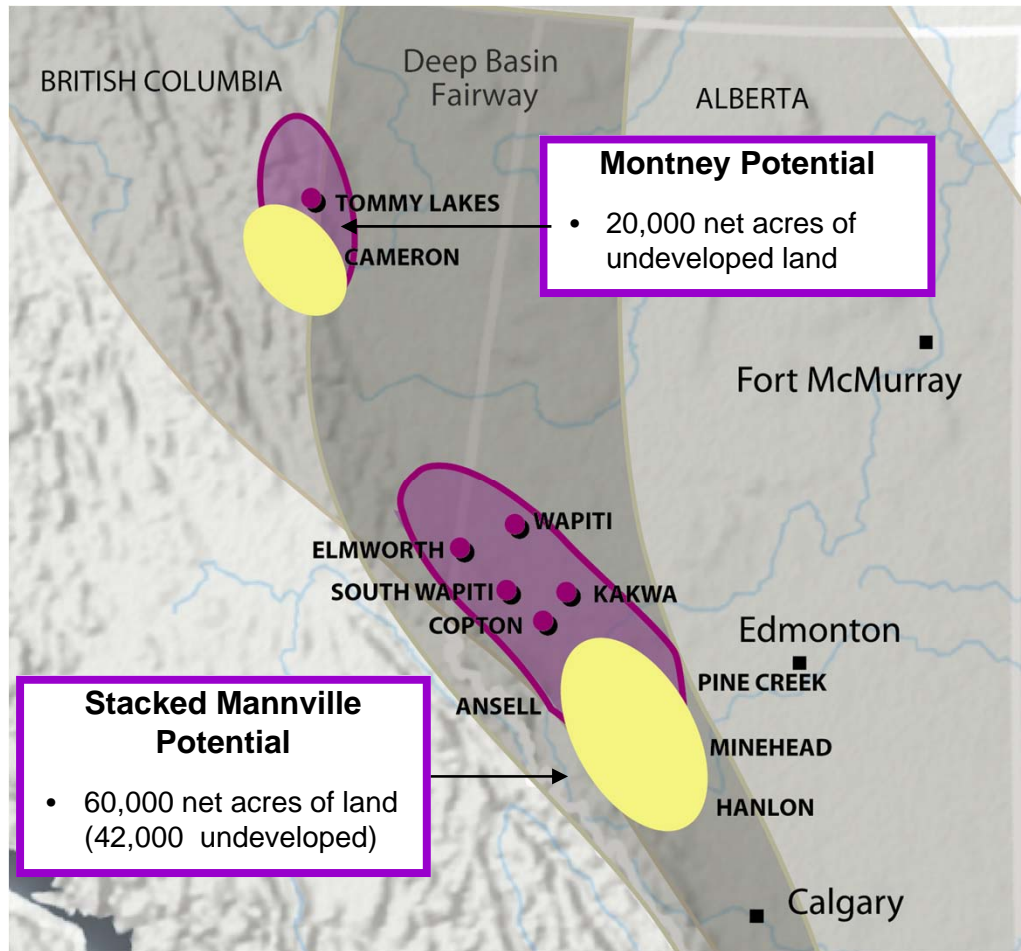 BRITISH COLUMBIA
Deep Basin
Fairway
ALBERTA
Montney Potential
• 20,000 net acres of
undeveloped land
TOMMY LAKES
CAMERON
Fort McMurray
WAPITI
ELMWORTH
SOUTH WAPITI
KAKWA
COPTON
Edmonton
PINE CREEK
ANSELL
Stacked Mannville
Potential
• 60,000 net acres of land
(42,000 undeveloped)
MINEHEAD
HANLON
Calgary